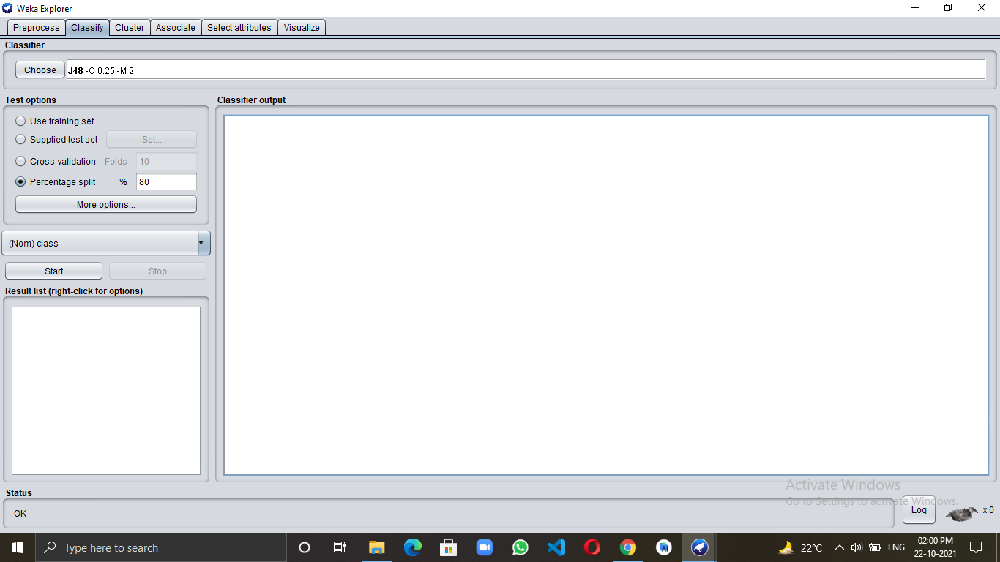 Weka Explorer
Preprocess Classify Cluster Associate Select attributes Visualize
Classifier
Choose J48 -C 0.25 -M 2
Test options
Use training set
Supplied test set Set...
Cross-validation Folds 10
Percentage split % 80
More options...
(Nom) class
Start Stop
Result list (right-click for options)
Classifier output
Activate Windows
Go to Settings to activate Windows.
Status
OK
Log x 0
Type here to search
22°C ENG
02:00 PM
22-10-2021